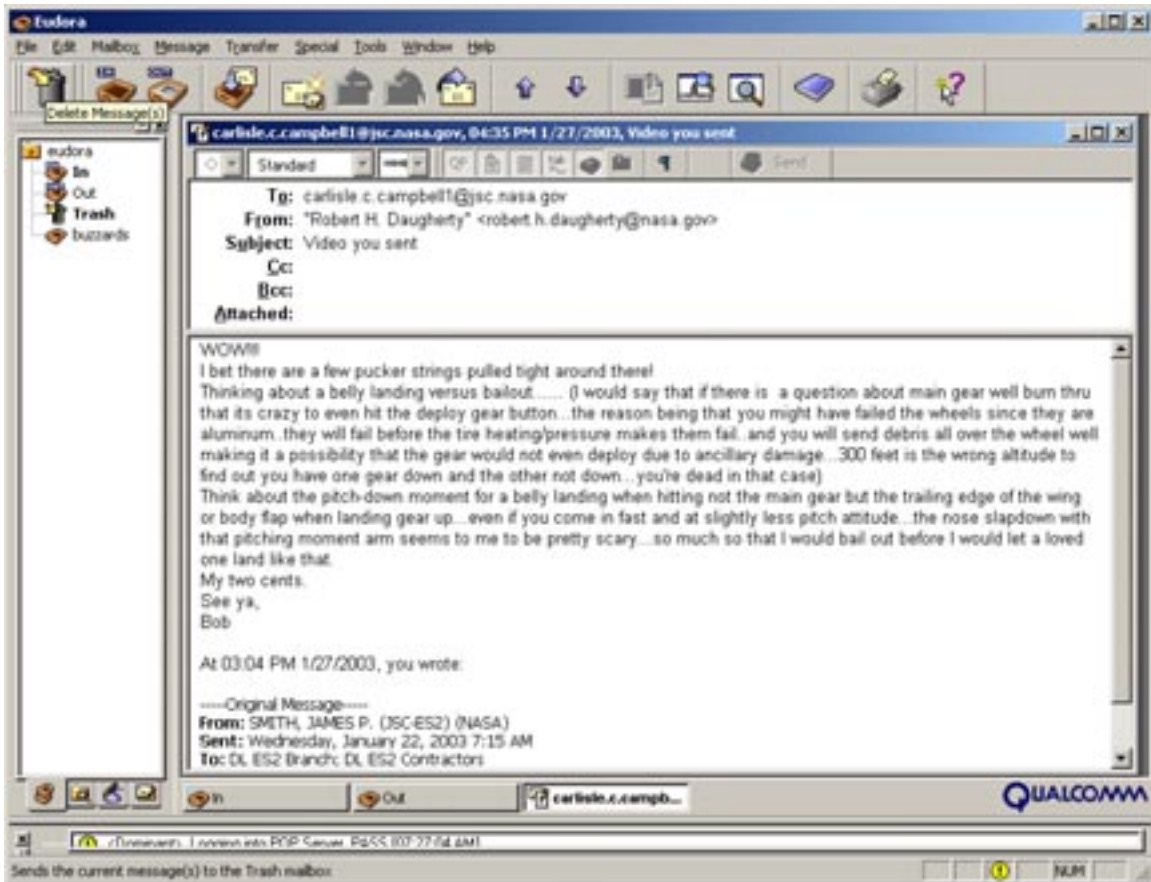 Eudora
File Edit Mailbox Message Transfer Special Tools Window Help
Delete Message(s)
eudora
In
Out
Trash
buzzards
carlisle.c.campbell1@jsc.nasa.gov, 04:35 PM 1/27/2003, Video you sent
Standard
QP
Send
To: carlisle.c.campbell1@jsc.nasa.gov
From: "Robert H. Daugherty" <robert.h.daugherty@nasa.gov>
Subject: Video you sent
Cc:
Bcc:
Attached:
WOW!!!
I bet there are a few pucker strings pulled tight around there!
Thinking about a belly landing versus bailout...... (I would say that if there is a question about main gear well burn thru
that its crazy to even hit the deploy gear button...the reason being that you might have failed the wheels since they are
aluminum..they will fail before the tire heating/pressure makes them fail..and you will send debris all over the wheel well
making it a possibility that the gear would not even deploy due to ancillary damage...300 feet is the wrong altitude to
find out you have one gear down and the other not down...you're dead in that case)
Think about the pitch-down moment for a belly landing when hitting not the main gear but the trailing edge of the wing
or body flap when landing gear up...even if you come in fast and at slightly less pitch attitude...the nose slapdown with
that pitching moment arm seems to me to be pretty scary...so much so that I would bail out before I would let a loved
one land like that.
My two cents.
See ya,
Bob
At 03:04 PM 1/27/2003, you wrote:
-----Original Message-----
From: SMITH, JAMES P. (JSC-ES2) (NASA)
Sent: Wednesday, January 22, 2003 7:15 AM
To: DL ES2 Branch; DL ES2 Contractors
In
Out
carlisle.c.campb...
QUALCOMM
<Dominant> Logging into POP Server, PASS [07:27:04 AM]
Sends the current message(s) to the Trash mailbox
NUM